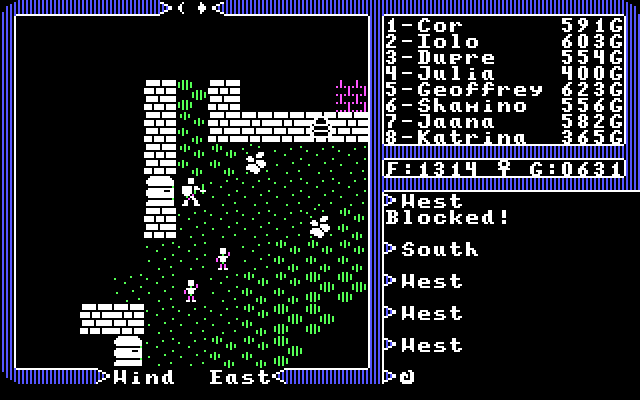 1-Cor 591G
2-Iolo 603G
3-Dupre 554G
4-Julia 400G
5-Geoffrey 623G
6-Shamino 556G
7-Jaana 582G
8-Katrina 365G
F:1314 G:0631
West
Blocked!
South
West
West
West
Wind East